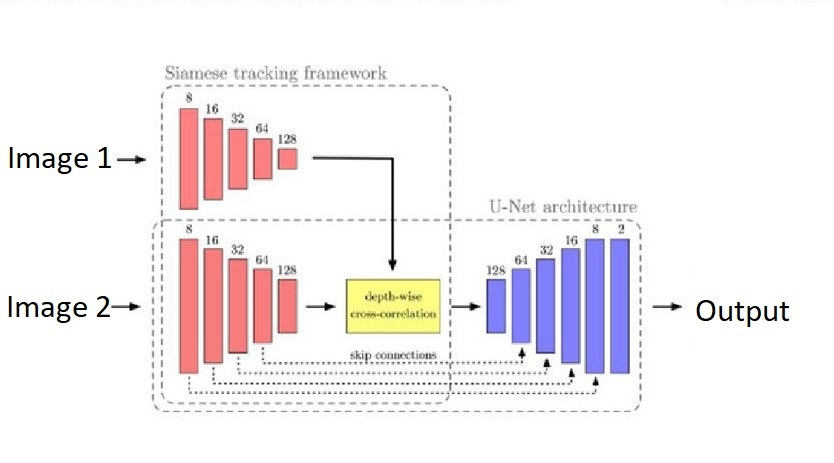 Siamese tracking framework
8
16
32
64
128
Image 1
U-Net architecture
8
16
32
64
128
Image 2
depth-wise
cross-correlation
128
64
32
16
8
2
Output
skip connections